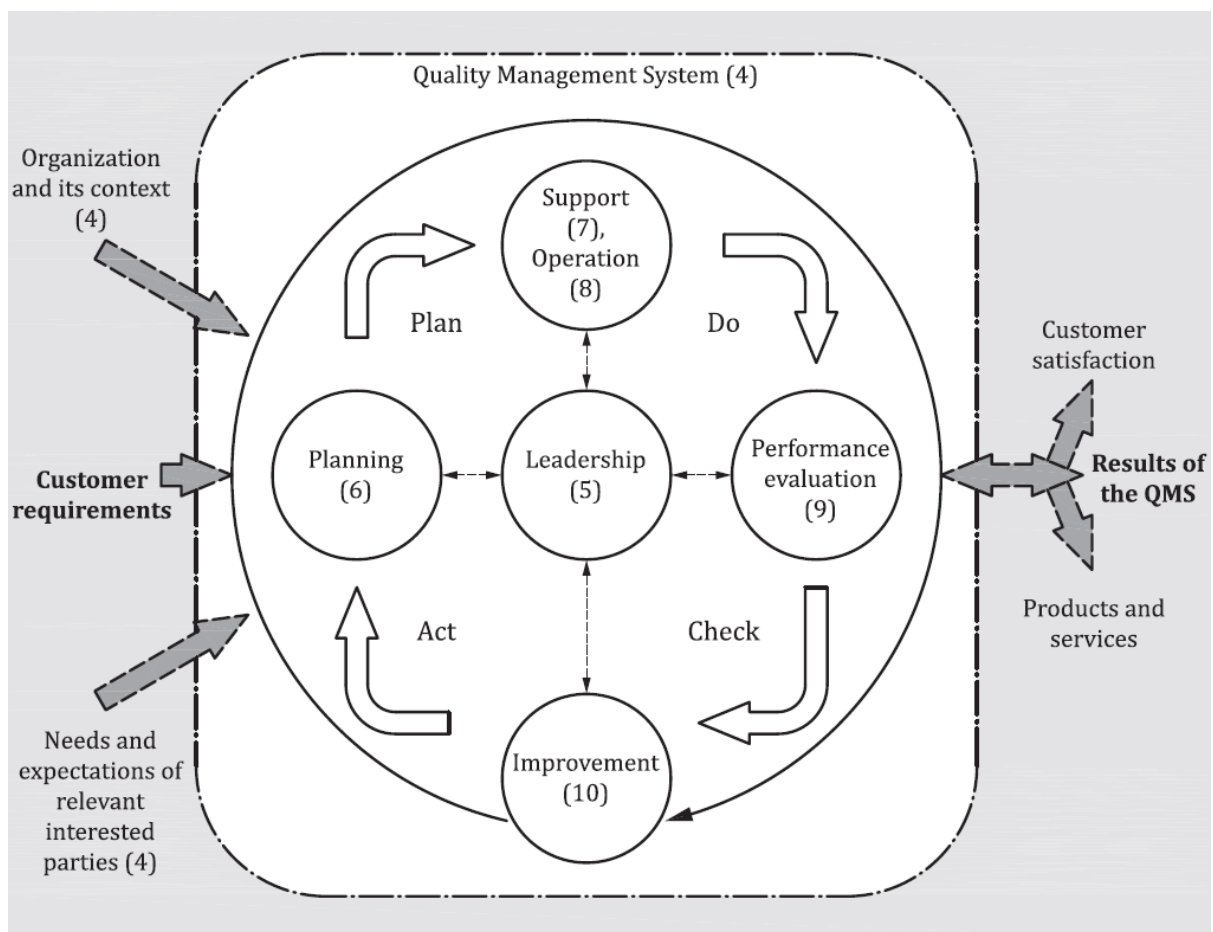 Quality Management System (4)
Organization
and its context
(4)
Support
(7),
Operation
(8)
Plan
Do
Customer
satisfaction
Customer
requirements
Planning
(6)
Leadership
(5)
Performance
evaluation
(9)
Results of
the QMS
Act
Check
Products and
services
Needs and
expectations of
relevant
interested
parties (4)
Improvement
(10)